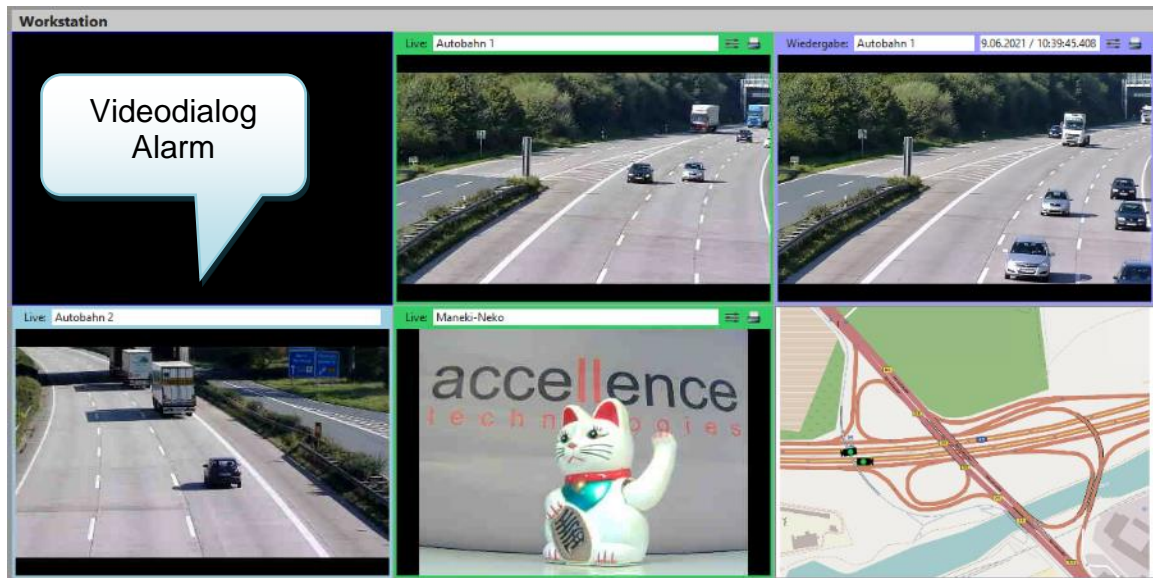 Workstation
Videodialog
Alarm
Live: Autobahn 1
Wiedergabe: Autobahn 1 9.06.2021 / 10:39:45.408
Live: Autobahn 2
Live: Maneki-Neko
accellence
technologies